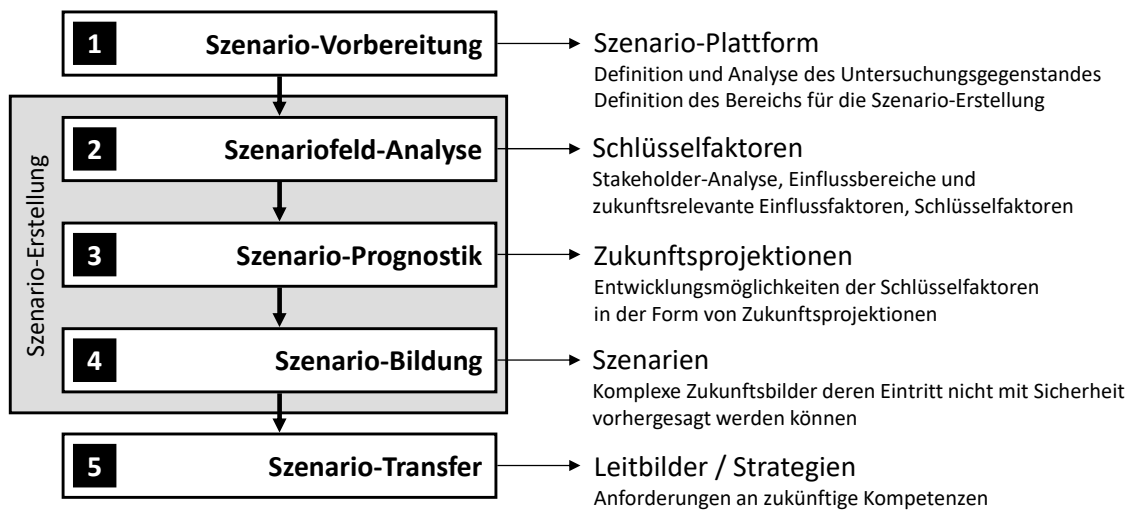 1 Szenario-Vorbereitung
Szenario-Plattform
Definition und Analyse des Untersuchungsgegenstandes
Definition des Bereichs für die Szenario-Erstellung
Szenario-Erstellung
2 Szenariofeld-Analyse
Schlüsselfaktoren
Stakeholder-Analyse, Einflussbereiche und
zukunftsrelevante Einflussfaktoren, Schlüsselfaktoren
3 Szenario-Prognostik
Zukunftsprojektionen
Entwicklungsmöglichkeiten der Schlüsselfaktoren
in der Form von Zukunftsprojektionen
4 Szenario-Bildung
Szenarien
Komplexe Zukunftsbilder deren Eintritt nicht mit Sicherheit
vorhergesagt werden können
5 Szenario-Transfer
Leitbilder / Strategien
Anforderungen an zukünftige Kompetenzen